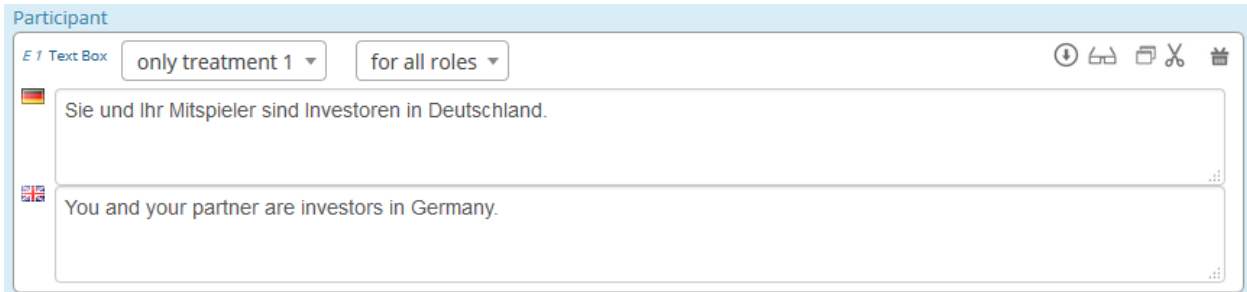 Participant
E 1 Text Box only treatment 1 for all roles
Sie und Ihr Mitspieler sind Investoren in Deutschland.
You and your partner are investors in Germany.